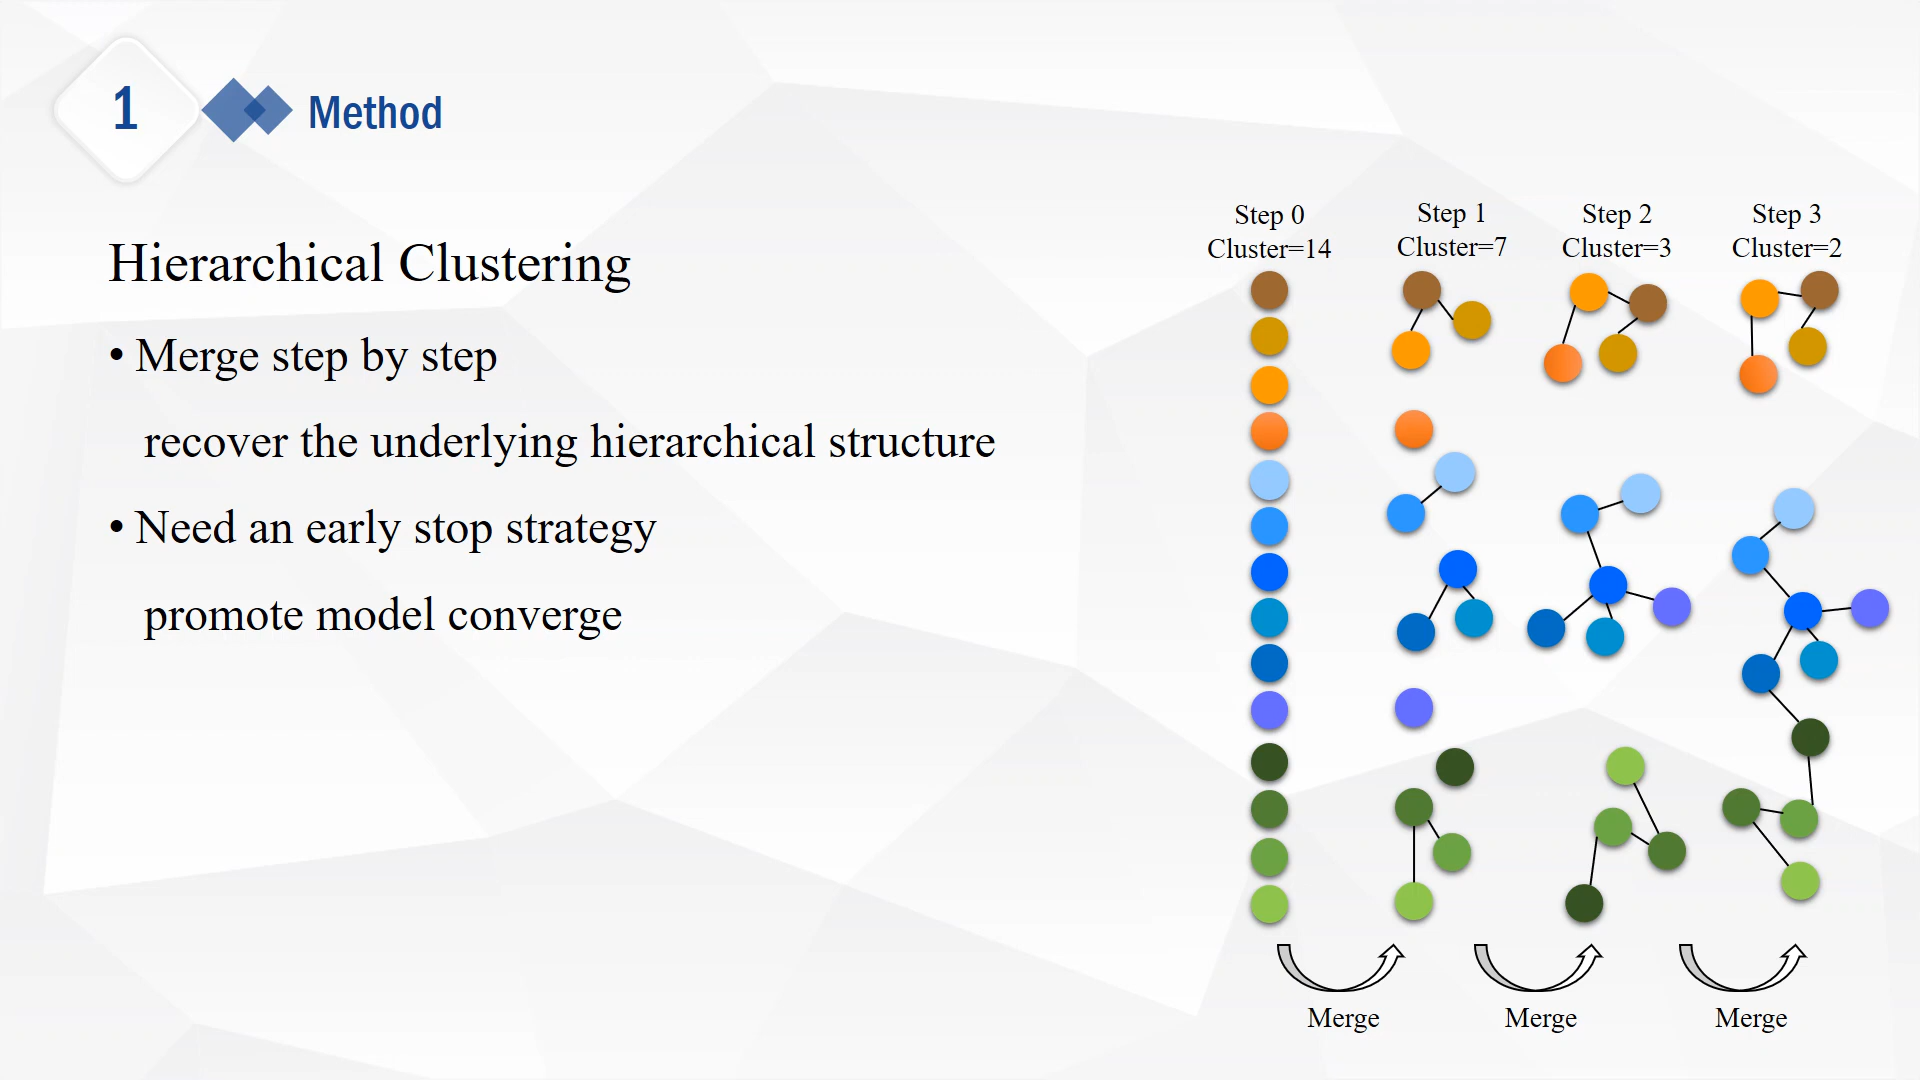 1
Method
Hierarchical Clustering
• Merge step by step
recover the underlying hierarchical structure
• Need an early stop strategy
promote model converge
Step 0
Cluster=14
Step 1
Cluster=7
Step 2
Cluster=3
Step 3
Cluster=2
Merge
Merge
Merge